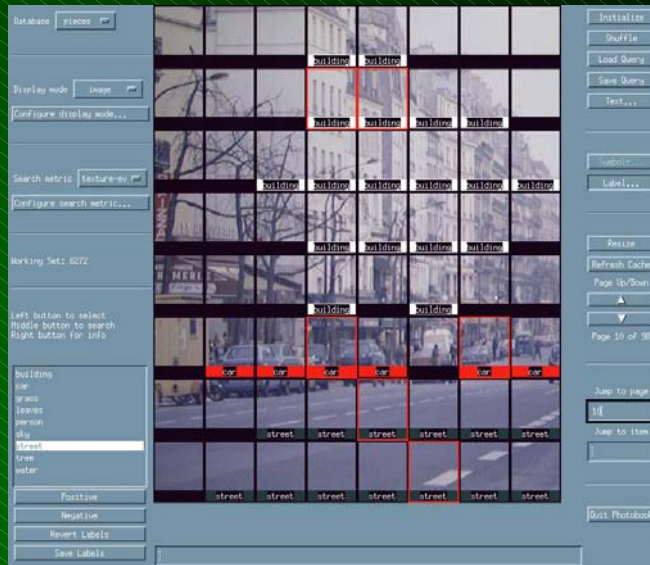 Database pieces
Display mode image
Configure display mode...
Search metric texture-mv
Configure search metric...
Working Set: 6272
Left button to select
Middle button to search
Right button for info
building
car
grass
leaves
person
sky
street
tree
water
Positive
Negative
Revert Labels
Save Labels
building building
building building building building
building building building building building building
building building building building
building building
car car car car car car
street street street street street street
street street street street street street street
Initialize
Shuffle
Load Query
Save Query
Text...
Symbols...
Label...
Resize
Refresh Cache
Page Up/Down
Page 10 of 98
Jump to page
10
Jump to item
Quit Photobook